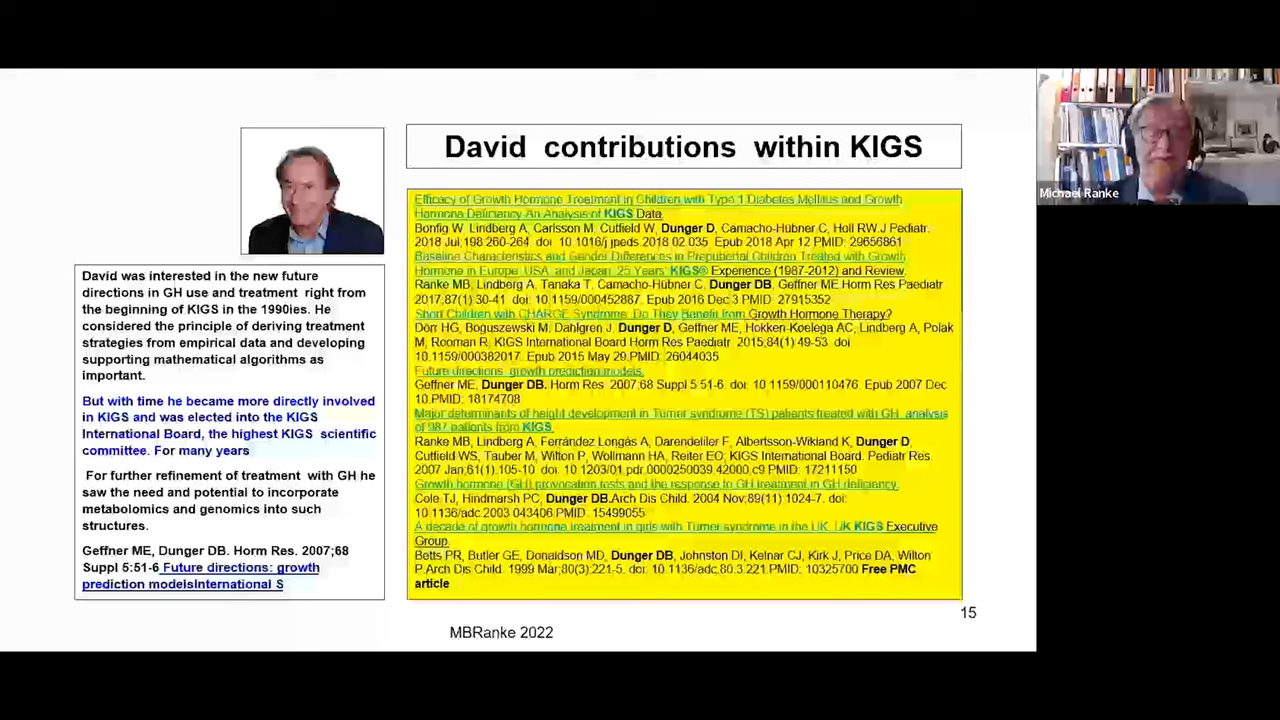 David contributions within KIGS
David was interested in the new future
directions in GH use and treatment right from
the beginning of KIGS in the 1990ies. He
considered the principle of deriving treatment
strategies from empirical data and developing
supporting mathematical algorithms as
important.
But with time he became more directly involved
in KIGS and was elected into the KIGS
International Board, the highest KIGS scientific
committee. For many years
For further refinement of treatment with GH he
saw the need and potential to incorporate
metabolomics and genomics into such
structures.
Geffner ME, Dunger DB. Horm Res. 2007;68
Suppl 5:51-6 Future directions: growth
prediction modelsInternational S
Efficacy of Growth Hormone Treatment in Children with Type 1 Diabetes Mellitus and Growth
Hormone Deficiency-An Analysis of KIGS Data.
Bonfig W, Lindberg A, Carlsson M, Cutfield W, Dunger D, Camacho-Hübner C, Holl RW.J Pediatr.
2018 Jul;198:260-264. doi: 10.1016/j.jpeds.2018.02.035. Epub 2018 Apr 12.PMID: 29656861
Baseline Characteristics and Gender Differences in Prepubertal Children Treated with Growth
Hormone in Europe, USA, and Japan: 25 Years' KIGS® Experience (1987-2012) and Review.
Ranke MB, Lindberg A, Tanaka T, Camacho-Hübner C, Dunger DB, Geffner ME Horm Res Paediatr
2017;87(1):30-41. doi: 10.1159/000452887. Epub 2016 Dec 3.PMID: 27915352
Short Children with CHARGE Syndrome: Do They Benefit from Growth Hormone Therapy?
Dörr HG, Boguszewski M, Dahlgren J, Dunger D, Geffner ME, Hokken-Koelega AC, Lindberg A, Polak
M, Rooman R; KIGS International Board Horm Res Paediatr. 2015;84(1):49-53. doi:
10.1159/000382017. Epub 2015 May 29.PMID: 26044035
Future directions: growth prediction models.
Geffner ME, Dunger DB. Horm Res. 2007;68 Suppl 5:51-6. doi: 10.1159/000110476. Epub 2007 Dec
10.PMID: 18174708
Major determinants of height development in Turner syndrome (TS) patients treated with GH: analysis
of 987 patients from KIGS.
Ranke MB, Lindberg A, Ferrández Longás A, Darendeliler F, Albertsson-Wikland K, Dunger D,
Cutfield WS, Tauber M, Wilton P, Wollmann HA, Reiter EO; KIGS International Board. Pediatr Res.
2007 Jan;61(1):105-10. doi: 10.1203/01.pdr.0000250039.42000.c9 PMID: 17211150
Growth hormone (GH) provocation tests and the response to GH treatment in GH deficiency.
Cole TJ, Hindmarsh PC, Dunger DB.Arch Dis Child. 2004 Nov;89(11):1024-7. doi:
10.1136/adc.2003.043406.PMID: 15499055
A decade of growth hormone treatment in girls with Turner syndrome in the UK. UK KIGS Executive
Group.
Betts PR, Butler GE, Donaldson MD, Dunger DB, Johnston DI, Kelnar CJ, Kirk J, Price DA, Wilton
P.Arch Dis Child. 1999 Mar;80(3):221-5. doi: 10.1136/adc.80.3.221.PMID: 10325700 Free PMC
article
15
MBRanke 2022
Michael Ranke